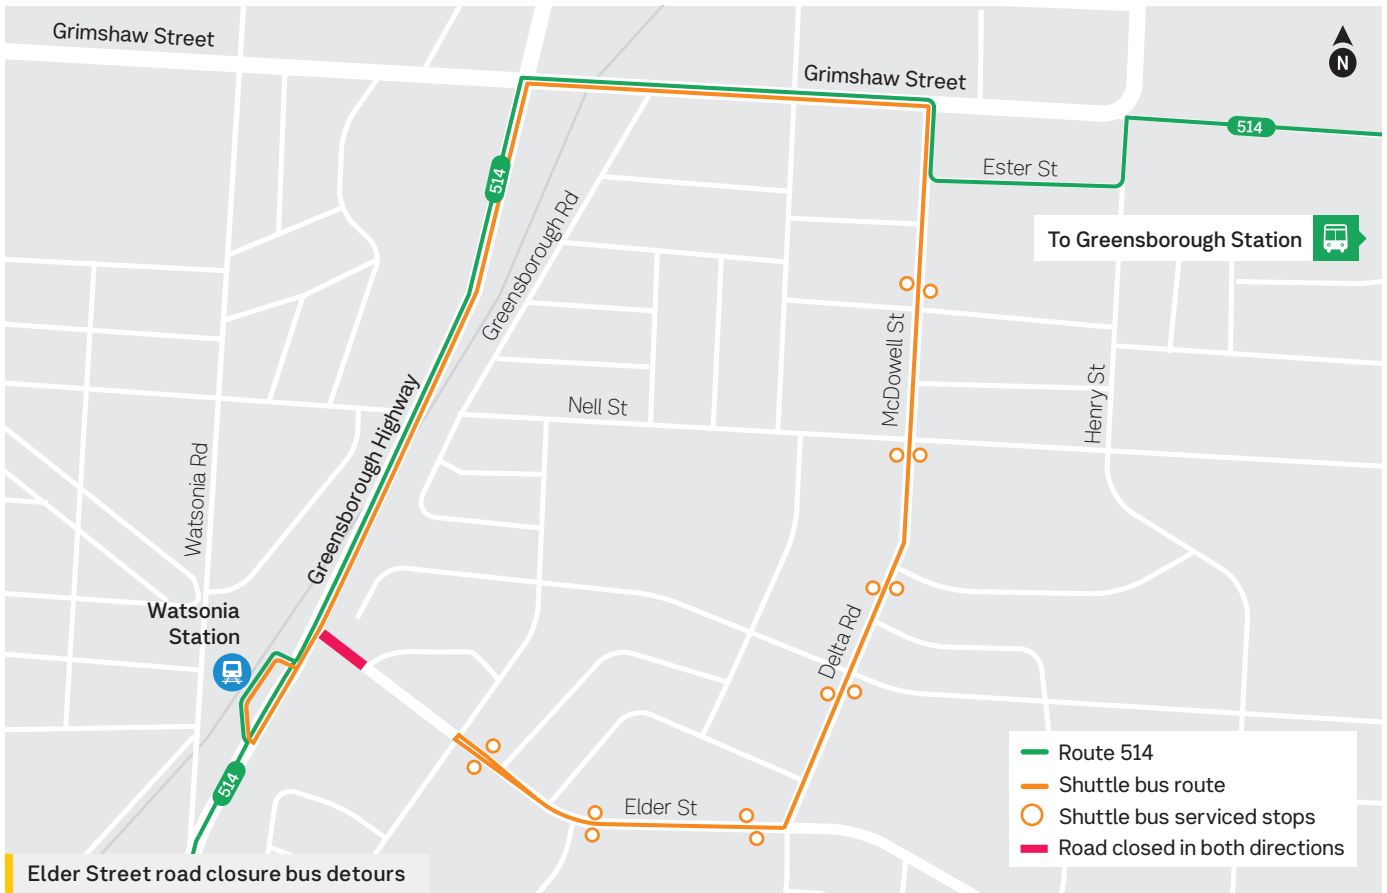 Grimshaw Street
N
Grimshaw Street
514
Ester St
514
Greensborough Rd
To Greensborough Station
McDowell St
Henry St
Greensborough Highway
Nell St
Watsonia Rd
Watsonia
Station
Delta Rd
514
Elder St
Route 514
Shuttle bus route
Shuttle bus serviced stops
Road closed in both directions
Elder Street road closure bus detours